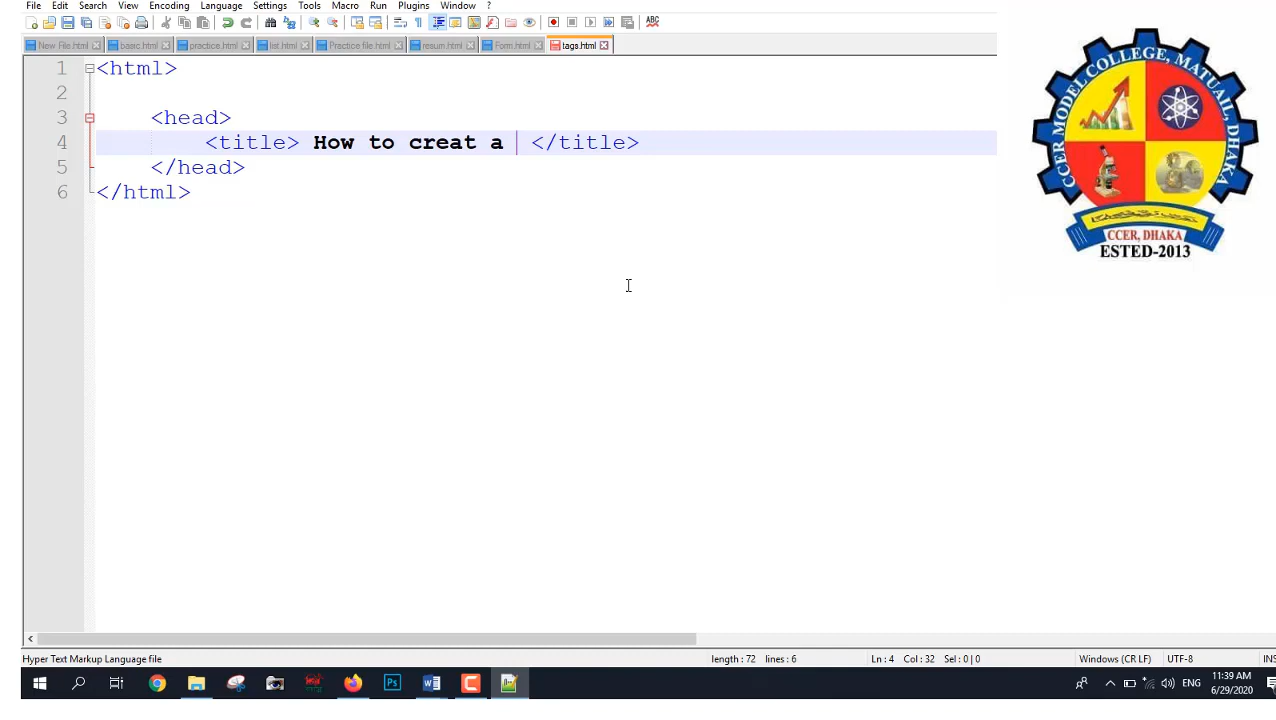 File Edit Search View Encoding Language Settings Tools Macro Run Plugins Window ?
New File.html basic.html practice.html list.html Practice file.html resum.html Form.html tags.html
1 <html>
2
3 <head>
4 <title> How to creat a </title>
5 </head>
6 </html>
CCER MODEL COLLEGE, MATUAIL, DHAKA
CCER, DHAKA
ESTED-2013
Hyper Text Markup Language file length : 72 lines : 6 Ln : 4 Col : 32 Sel : 0 | 0 Windows (CR LF) UTF-8 INS
ENG 11:39 AM
6/29/2020